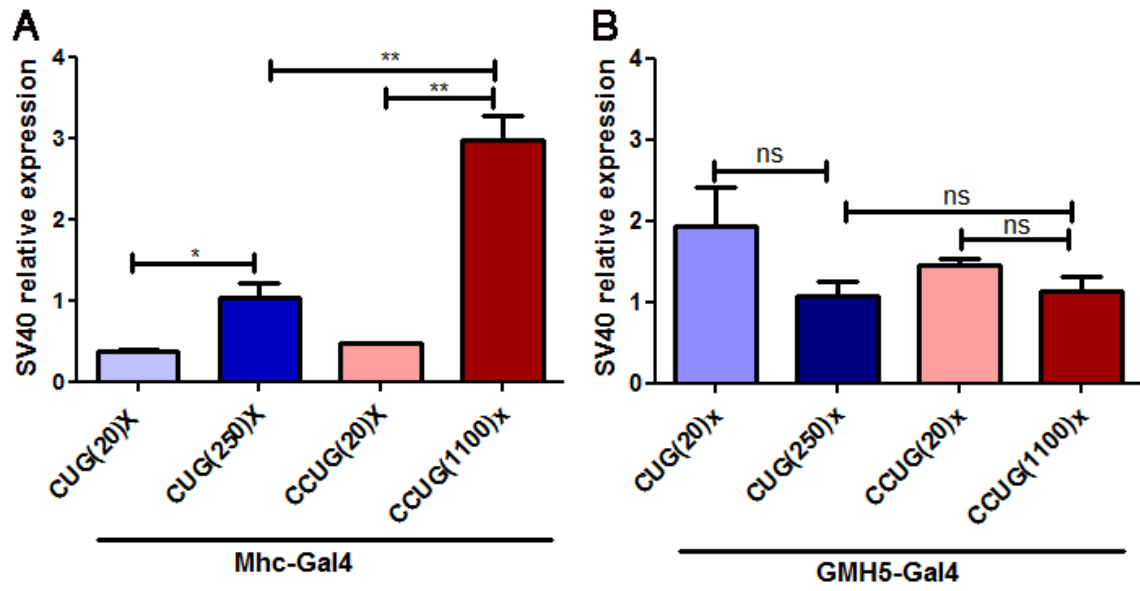 A
SV40 relative expression
4
3
2
1
0
**
**
*
CUG(20)X
CUG(250)X
CCUG(20)X
CCUG(1100)x
Mhc-Gal4
B
SV40 relative expression
4
3
2
1
0
ns
ns
ns
CUG(20)x
CUG(250)x
CCUG(20)x
CCUG(1100)x
GMH5-Gal4